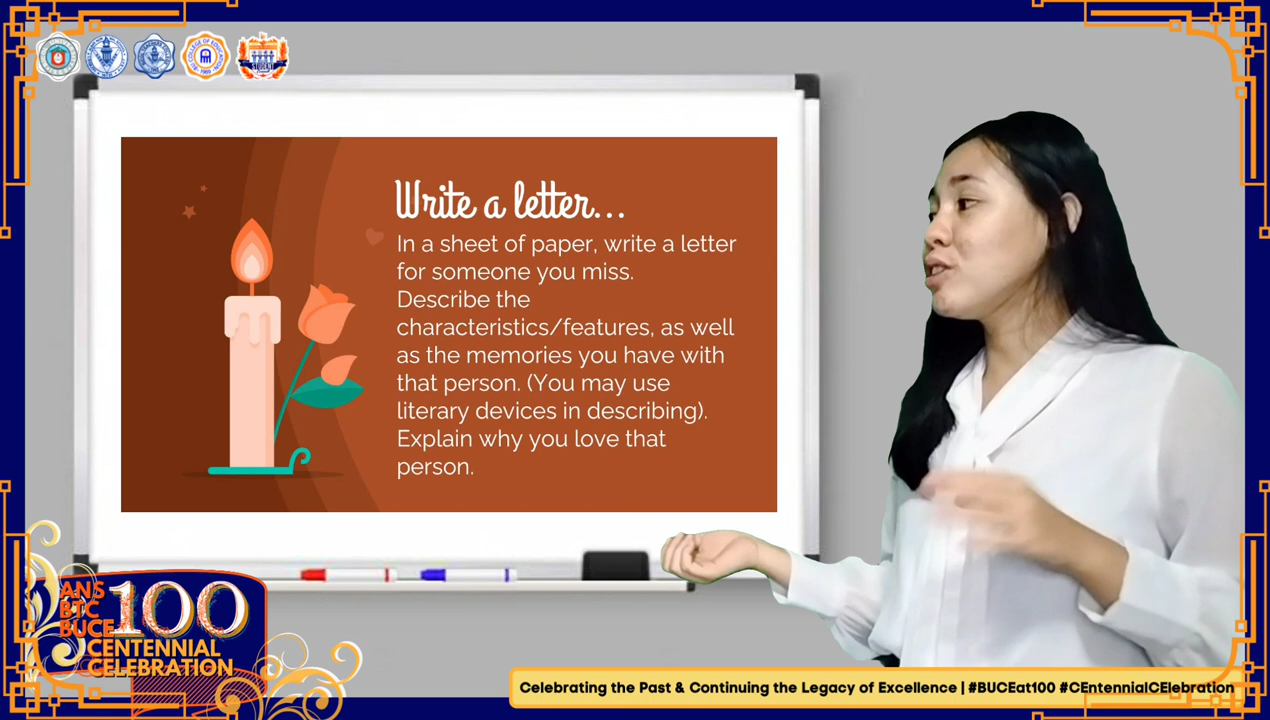 Write a letter...
In a sheet of paper, write a letter
for someone you miss.
Describe the
characteristics/features, as well
as the memories you have with
that person. (You may use
literary devices in describing).
Explain why you love that
person.
ANS
BTC
BUCE
100
CENTENNIAL
CELEBRATION
Celebrating the Past & Continuing the Legacy of Excellence | #BUCEat100 #CEntennialCElebration